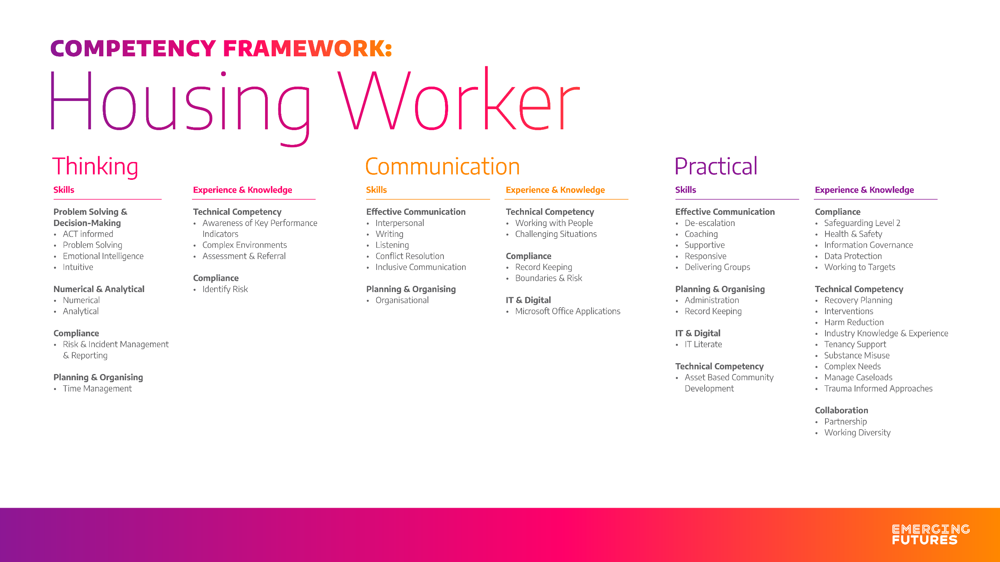 COMPETENCY FRAMEWORK:
Housing Worker
Thinking
Skills
Problem Solving &
Decision-Making
• ACT informed
• Problem Solving
• Emotional Intelligence
• Intuitive
Numerical & Analytical
• Numerical
• Analytical
Compliance
• Risk & Incident Management
& Reporting
Planning & Organising
• Time Management
Experience & Knowledge
Technical Competency
• Awareness of Key Performance
Indicators
• Complex Environments
• Assessment & Referral
Compliance
• Identify Risk
Communication
Skills
Effective Communication
• Interpersonal
• Writing
• Listening
• Conflict Resolution
• Inclusive Communication
Planning & Organising
• Organisational
Experience & Knowledge
Technical Competency
• Working with People
• Challenging Situations
Compliance
• Record Keeping
• Boundaries & Risk
IT & Digital
• Microsoft Office Applications
Practical
Skills
Effective Communication
• De-escalation
• Coaching
• Supportive
• Responsive
• Delivering Groups
Planning & Organising
• Administration
• Record Keeping
IT & Digital
• IT Literate
Technical Competency
• Asset Based Community
Development
Experience & Knowledge
Compliance
• Safeguarding Level 2
• Health & Safety
• Information Governance
• Data Protection
• Working to Targets
Technical Competency
• Recovery Planning
• Interventions
• Harm Reduction
• Industry Knowledge & Experience
• Tenancy Support
• Substance Misuse
• Complex Needs
• Manage Caseloads
• Trauma Informed Approaches
Collaboration
• Partnership
• Working Diversity
EMERGING
FUTURES